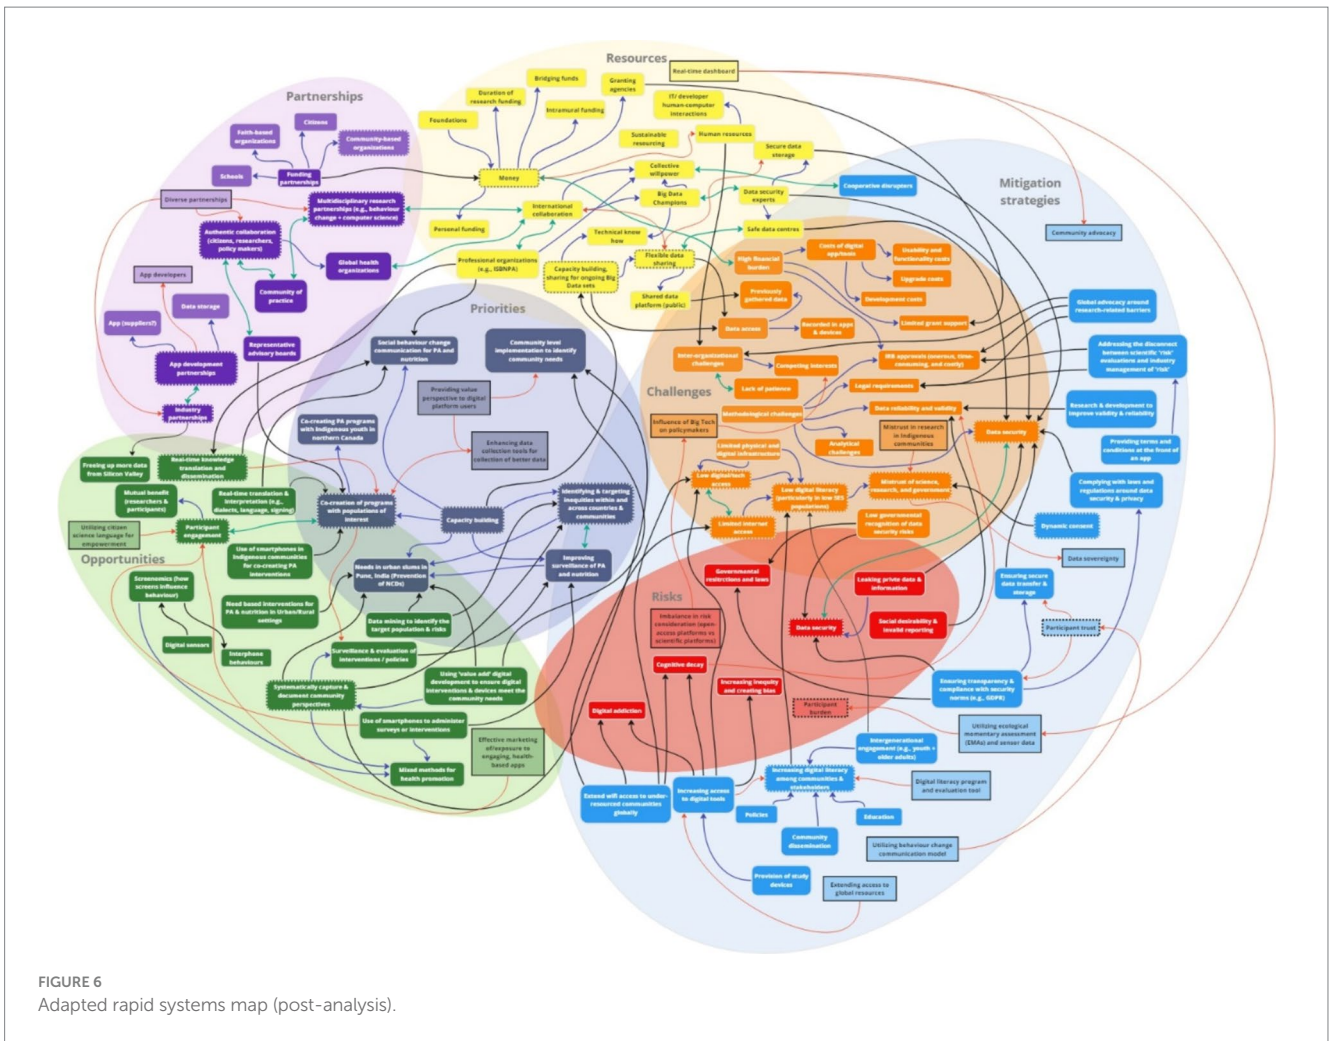 Resources
Real-time dashboard
Bridging funds
Granting
agencies
Duration of
research funding
IT/ developer
human-computer
interactions
Intramural funding
Foundations
Sustainable
resourcing
Human resources
Secure data
storage
Money
Collective
willpower
Big Data
Champions
Data security
experts
International
collaboration
Personal funding
Technical know
how
Safe data centres
Professional organizations
(e.g., ISBNPA)
Capacity building,
sharing for ongoing Big
Data sets
Flexible data
sharing
Shared data
platform (public)
Partnerships
Citizens
Faith-based
organizations
Community-based
organizations
Schools
Funding
partnerships
Diverse partnerships
Multidisciplinary research
partnerships (e.g., behaviour
change + computer science)
Authentic collaboration
(citizens, researchers,
policy makers)
Global health
organizations
App developers
Community of
practice
Data storage
App (suppliers?)
Representative
advisory boards
App development
partnerships
Industry
partnerships
Priorities
Social behaviour change
communication for PA and
nutrition
Community level
implementation to identify
community needs
Providing value
perspective to digital
platform users
Co-creating PA programs
with Indigenous youth in
northern Canada
Enhancing data
collection tools for
collection of better data
Co-creation of programs
with populations of
interest
Capacity building
Identifying & targeting
inequities within and
across countries &
communities
Needs in urban slums in
Pune, India (Prevention
of NCDs)
Improving
surveillance of PA
and nutrition
Mitigation
strategies
Cooperative disrupters
Community advocacy
Global advocacy around
research-related barriers
Addressing the disconnect
between scientific 'risk'
evaluations and industry
management of 'risk'
Research & development to
improve validity & reliability
Providing terms and
conditions at the front of
an app
Complying with laws and
regulations around data
security & privacy
Dynamic consent
Data sovereignty
Ensuring secure
data transfer &
storage
Participant trust
Ensuring transparency &
compliance with security
norms (e.g., GDPR)
Utilizing ecological
momentary assessment
(EMAs) and sensor data
Intergenerational
engagement (e.g., youth +
older adults)
Increasing digital literacy
among communities &
stakeholders
Digital literacy program
and evaluation tool
Extend wifi access to under-
resourced communities
globally
Increasing access
to digital tools
Policies
Education
Community
dissemination
Utilizing behaviour change
communication model
Provision of study
devices
Extending access to
global resources
Challenges
High financial
burden
Costs of digital
app/tools
Usability and
functionality costs
Upgrade costs
Development costs
Previously
gathered data
Limited grant support
Data access
Recorded in apps
& devices
Inter-organizational
challenges
Competing interests
IRB approvals (onerous, time-
consuming, and costly)
Lack of patience
Legal requirements
Methodological challenges
Data reliability and validity
Influence of Big Tech
on policymakers
Mistrust in research
in Indigenous
communities
Data security
Analytical
challenges
Limited physical and
digital infrastructure
Low digital/tech
access
Low digital literacy
(particularly in low SES
populations)
Mistrust of science,
research, and government
Limited internet
access
Low governmental
recognition of data
security risks
Risks
Governmental
restrictions and laws
Leaking private data &
information
Imbalance in risk
consideration (open-
access platforms vs
scientific platforms)
Data security
Social desirability &
invalid reporting
Cognitive decay
Increasing inequity
and creating bias
Participant
burden
Digital addiction
Opportunities
Freeing up more data
from Silicon Valley
Real-time knowledge
translation and
dissemination
Mutual benefit
(researchers &
participants)
Real-time translation &
interpretation (e.g.,
dialects, language, signing)
Utilizing citizen
science language for
empowerment
Participant
engagement
Use of smartphones in
Indigenous communities
for co-creating PA
interventions
Screenomics (how
screens influence
behaviour)
Need based interventions for
PA & nutrition in Urban/Rural
settings
Data mining to identify the
target population & risks
Digital sensors
Interphone
behaviours
Surveillance & evaluation of
interventions / policies
Systematically capture &
document community
perspectives
Using 'value add' digital
development to ensure digital
interventions & devices meet the
community needs
Use of smartphones to administer
surveys or interventions
Effective marketing
of/exposure to
engaging, health-
based apps
Mixed methods for
health promotion
FIGURE 6
Adapted rapid systems map (post-analysis).